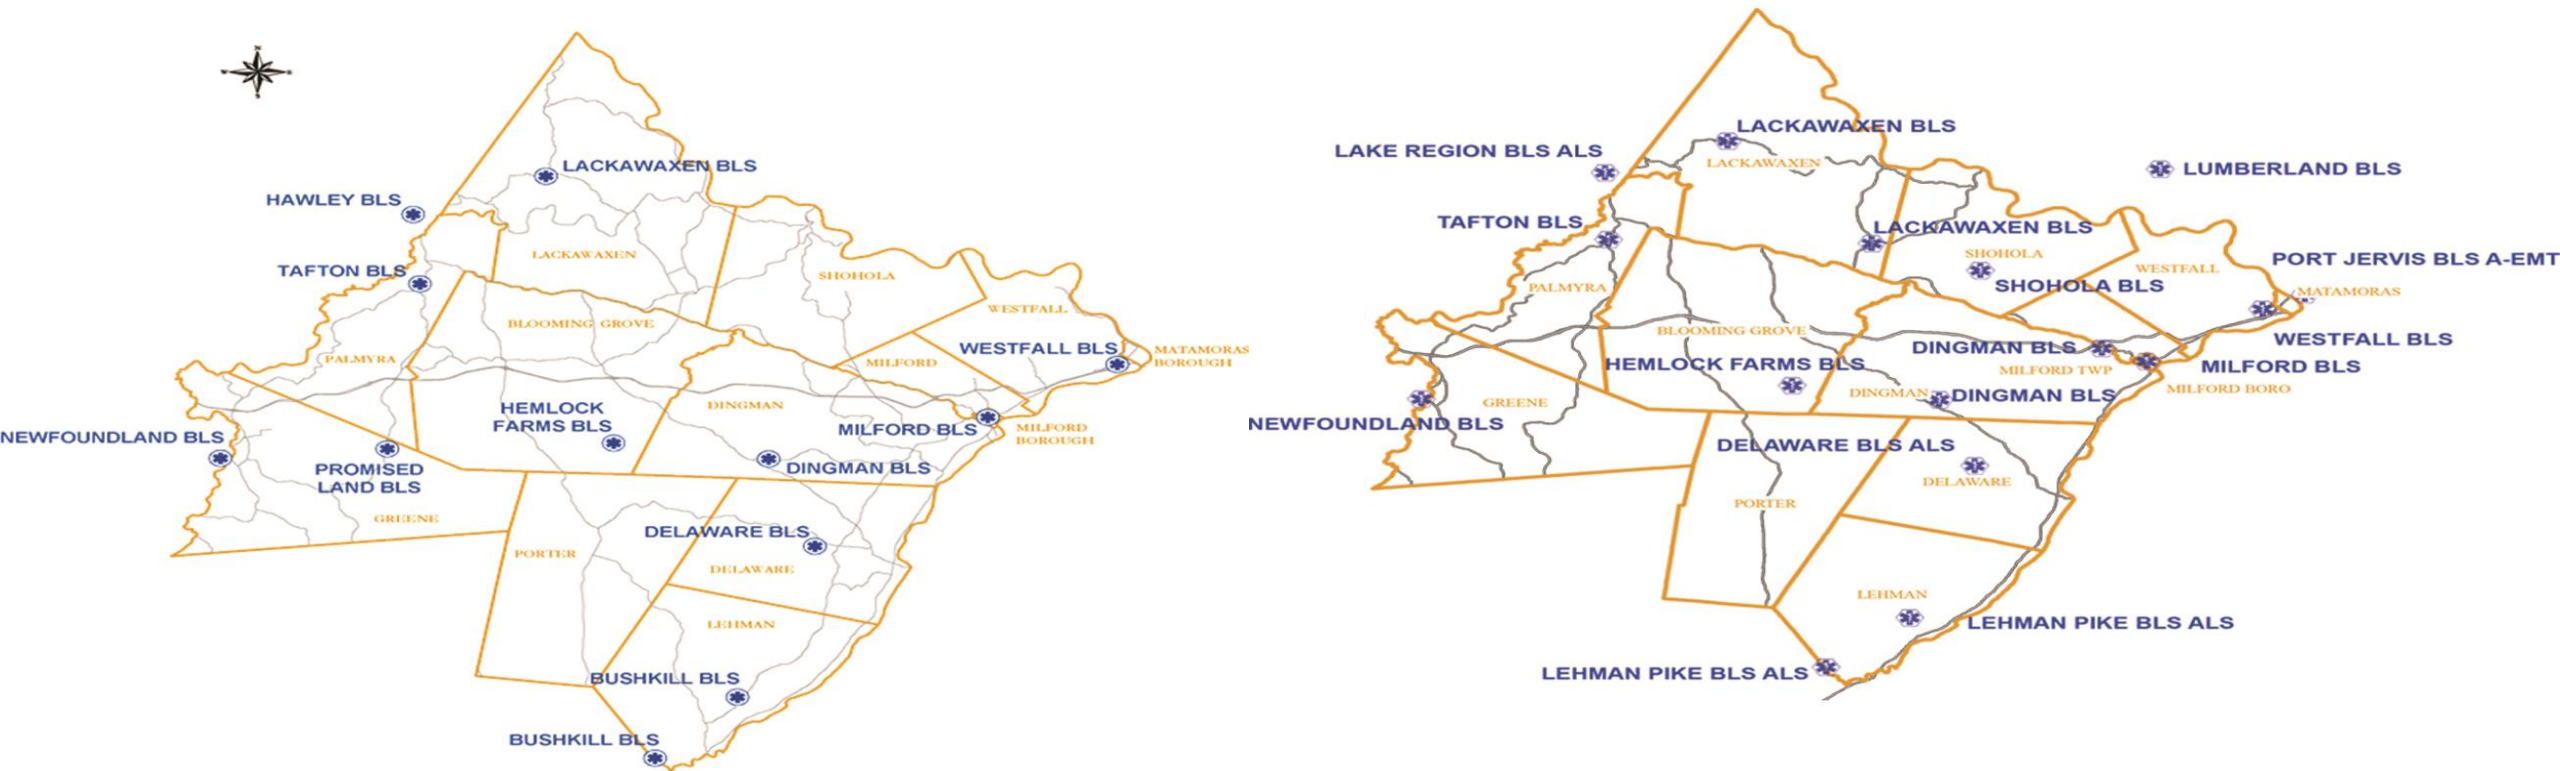 N
W
E
S
LACKAWAXEN BLS
HAWLEY BLS
LACKAWAXEN
TAFTON BLS
SHOHOLA
WESTFALL
BLOOMING GROVE
PALMYRA
WESTFALL BLS
MATAMORAS
BOROUGH
MILFORD
DINGMAN
HEMLOCK
FARMS BLS
MILFORD BLS
MILFORD
BOROUGH
NEWFOUNDLAND BLS
PROMISED
LAND BLS
DINGMAN BLS
GREENE
DELAWARE BLS
PORTER
DELAWARE
LEHMAN
BUSHKILL BLS
BUSHKILL BLS
LACKAWAXEN BLS
LAKE REGION BLS ALS
LACKAWAXEN
LUMBERLAND BLS
TAFTON BLS
LACKAWAXEN BLS
SHOHOLA
PORT JERVIS BLS A-EMT
WESTFALL
SHOHOLA BLS
PALMYRA
MATAMORAS
BLOOMING GROVE
WESTFALL BLS
DINGMAN BLS
HEMLOCK FARMS BLS
MILFORD BLS
MILFORD TWP
MILFORD BORO
DINGMAN
DINGMAN BLS
GREENE
NEWFOUNDLAND BLS
DELAWARE BLS ALS
DELAWARE
PORTER
LEHMAN
LEHMAN PIKE BLS ALS
LEHMAN PIKE BLS ALS